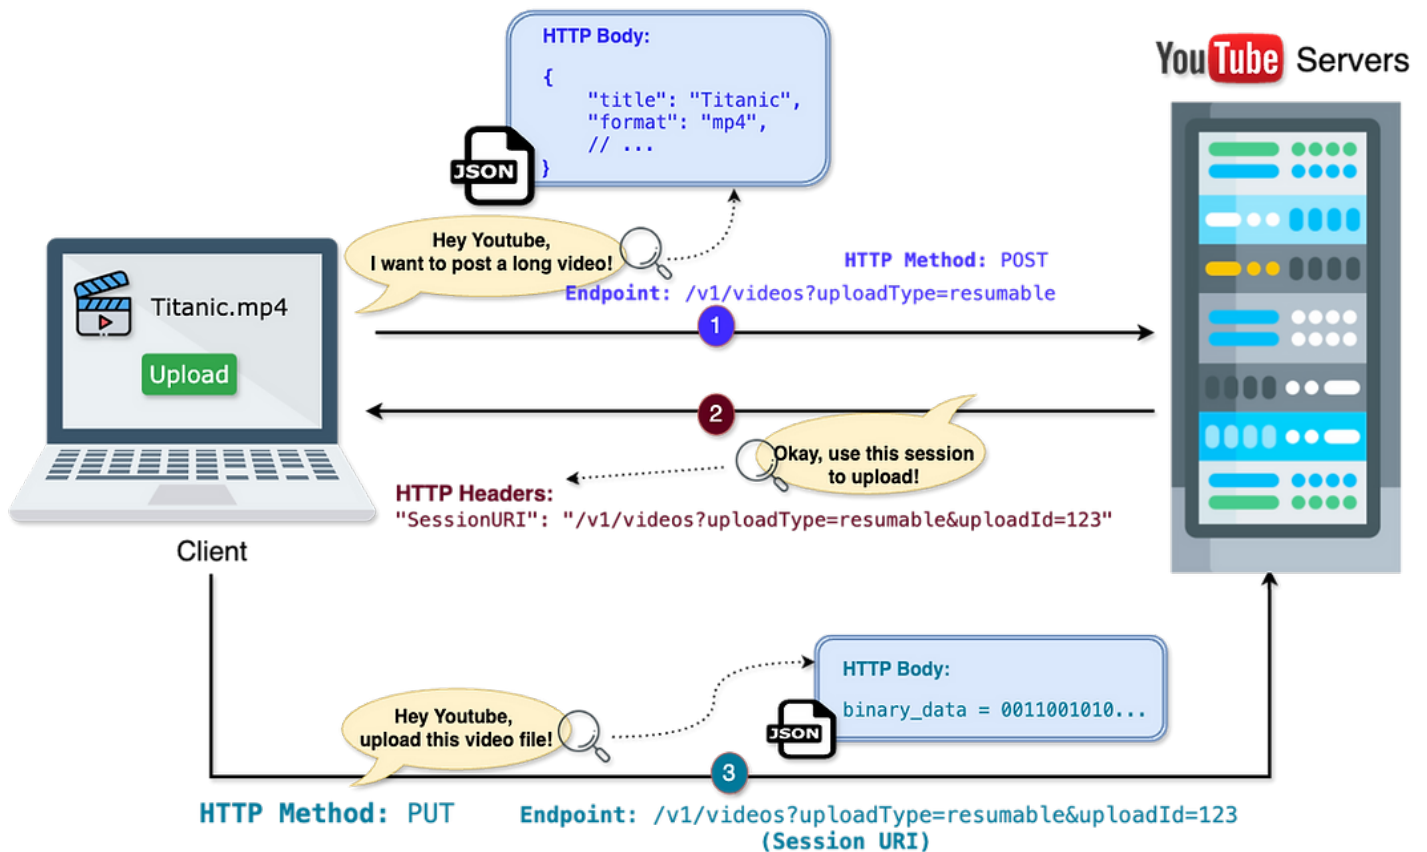 HTTP Body:
{
"title": "Titanic",
"format": "mp4",
// ...
}
JSON
YouTube Servers
Hey Youtube,
I want to post a long video!
HTTP Method: POST
Endpoint: /v1/videos?uploadType=resumable
1
Titanic.mp4
Upload
2
Okay, use this session
to upload!
HTTP Headers:
"SessionURI": "/v1/videos?uploadType=resumable&uploadId=123"
Client
HTTP Body:
binary_data = 0011001010...
JSON
Hey Youtube,
upload this video file!
3
HTTP Method: PUT
Endpoint: /v1/videos?uploadType=resumable&uploadId=123
(Session URI)